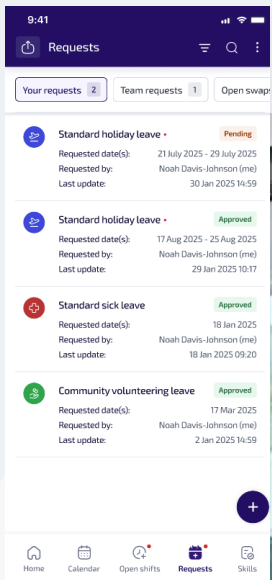 9:41
Requests
Your requests 2
Team requests 1
Open swaps
Standard holiday leave •
Pending
Requested date(s): 21 July 2025 - 29 July 2025
Requested by: Noah Davis-Johnson (me)
Last update: 30 Jan 2025 14:59
Standard holiday leave •
Approved
Requested date(s): 17 Aug 2025 - 25 Aug 2025
Requested by: Noah Davis-Johnson (me)
Last update: 29 Jan 2025 10:17
Standard sick leave
Approved
Requested date(s): 18 Jan 2025
Requested by: Noah Davis-Johnson (me)
Last update: 18 Jan 2025 09:20
Community volunteering leave
Approved
Requested date(s): 17 Mar 2025
Requested by: Noah Davis-Johnson (me)
Last update: 2 Jan 2025 14:59
Home
Calendar
Open shifts
Requests
Skills